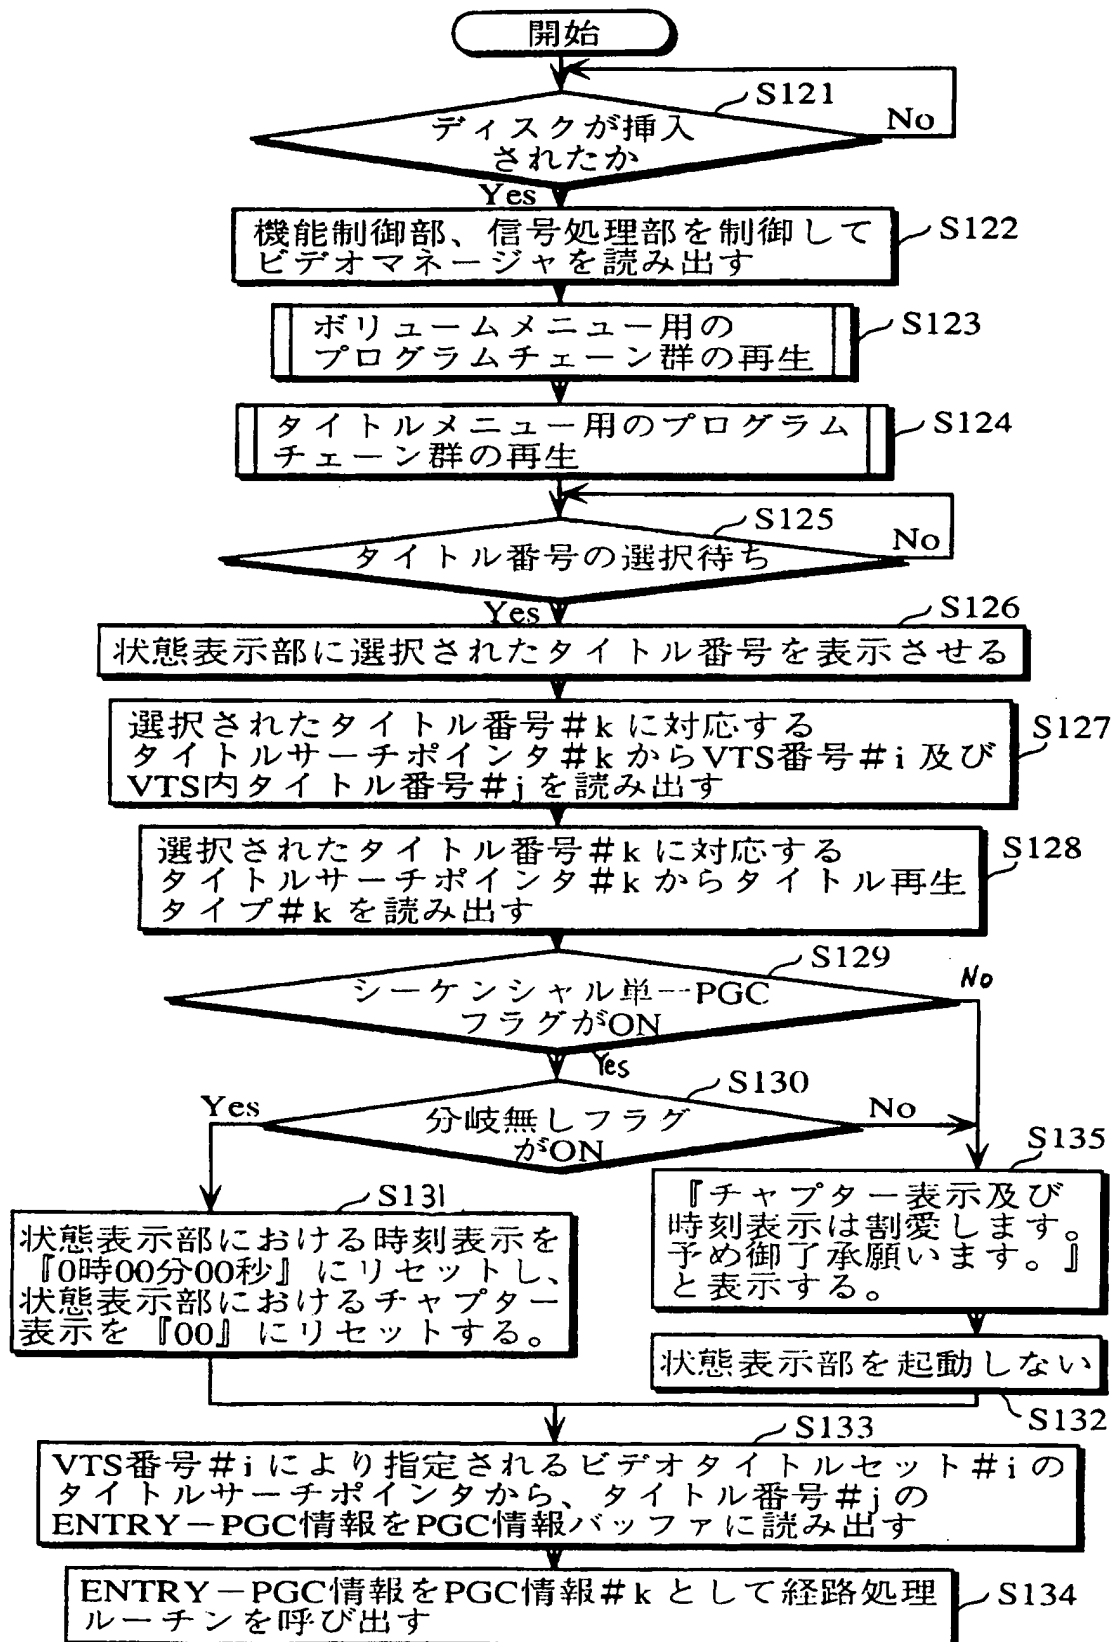 開始
S121
ディスクが挿入
されたか
No
Yes
機能制御部、信号処理部を制御して
ビデオマネージャを読み出す
S122
ボリュームメニュー用の
プログラムチェーン群の再生
S123
タイトルメニュー用のプログラム
チェーン群の再生
S124
S125
タイトル番号の選択待ち
No
Yes
S126
状態表示部に選択されたタイトル番号を表示させる
選択されたタイトル番号#kに対応する
タイトルサーチポインタ#kからVTS番号#i及び
VTS内タイトル番号#jを読み出す
S127
選択されたタイトル番号#kに対応する
タイトルサーチポインタ#kからタイトル再生
タイプ#kを読み出す
S128
S129
シーケンシャル単一PGC
フラグがON
No
Yes
S130
分岐無しフラグ
がON
Yes
No
S131
状態表示部における時刻表示を
『0時00分00秒』にリセットし、
状態表示部におけるチャプター
表示を『00』にリセットする。
S135
『チャプター表示及び
時刻表示は割愛します。
予め御了承願います。』
と表示する。
状態表示部を起動しない
S132
S133
VTS番号#iにより指定されるビデオタイトルセット#iの
タイトルサーチポインタから、タイトル番号#jの
ENTRY-PGC情報をPGC情報バッファに読み出す
ENTRY-PGC情報をPGC情報#kとして経路処理
ルーチンを呼び出す
S134